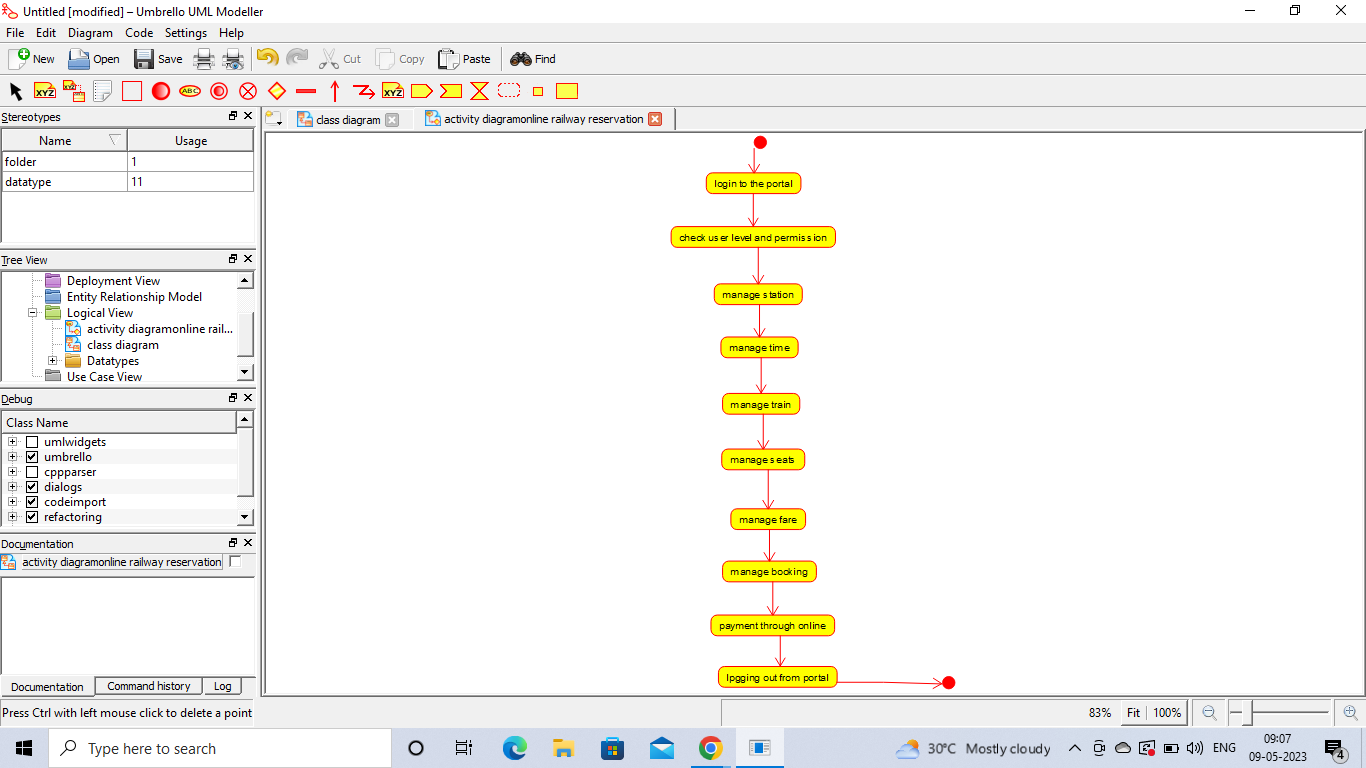 Untitled [modified] – Umbrello UML Modeller
File Edit Diagram Code Settings Help
New Open Save Cut Copy Paste Find
XYZ XYZ ABC XYZ
Stereotypes
class diagram activity diagramonline railway reservation
Name Usage
folder 1
datatype 11
Tree View
Deployment View
Entity Relationship Model
Logical View
activity diagramonline rail...
class diagram
Datatypes
Use Case View
Debug
Class Name
umlwidgets
umbrello
cppparser
dialogs
codeimport
refactoring
Documentation
activity diagramonline railway reservation
Documentation Command history Log
login to the portal
check user level and permission
manage station
manage time
manage train
manage seats
manage fare
manage booking
payment through online
lpgging out from portal
Press Ctrl with left mouse click to delete a point
83% Fit 100%
Type here to search
30°C Mostly cloudy
ENG
09:07
09-05-2023
4